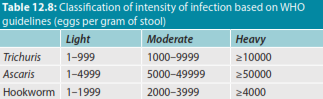 Table 12.8: Classification of intensity of infection based on WHO
guidelines (eggs per gram of stool)
Light Moderate Heavy
Trichuris 1–999 1000–9999 ≥10000
Ascaris 1–4999 5000–49999 ≥50000
Hookworm 1–1999 2000–3999 ≥4000